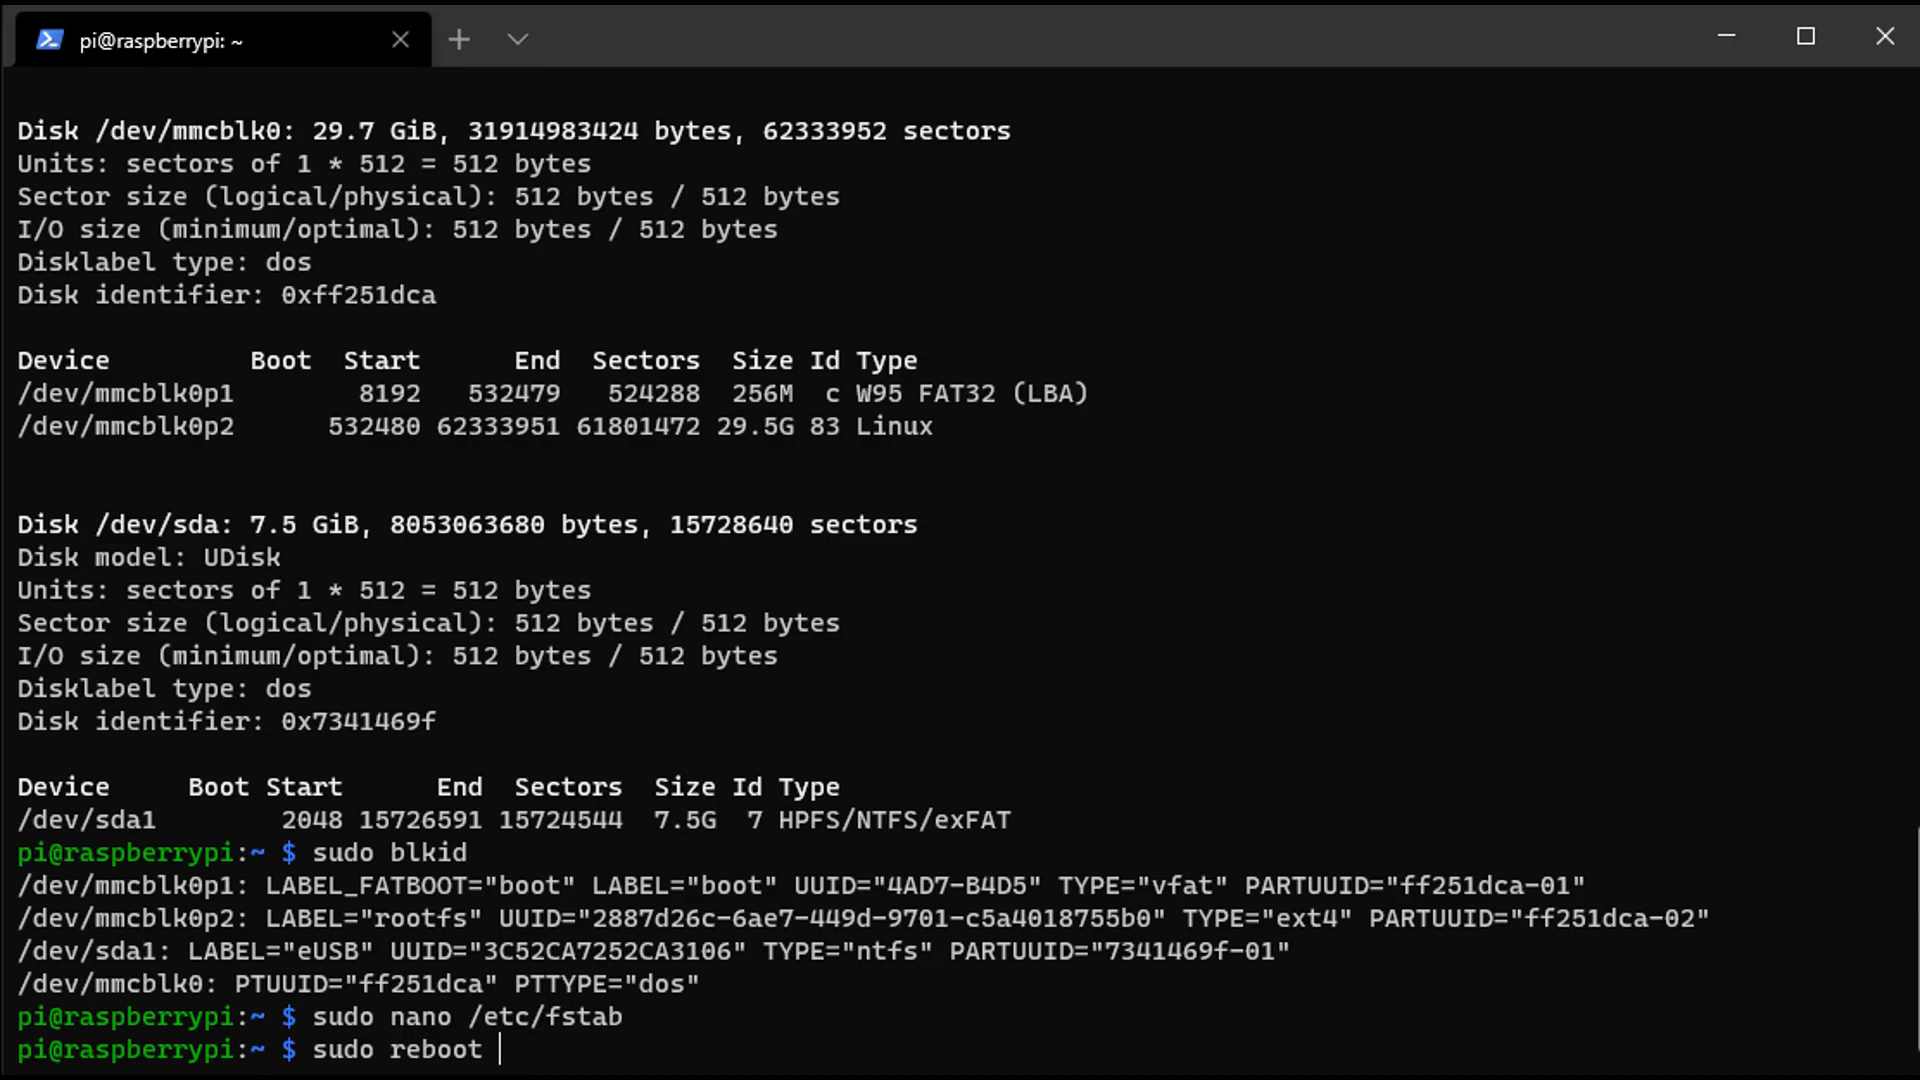 pi@raspberrypi: ~
Disk /dev/mmcblk0: 29.7 GiB, 31914983424 bytes, 62333952 sectors
Units: sectors of 1 * 512 = 512 bytes
Sector size (logical/physical): 512 bytes / 512 bytes
I/O size (minimum/optimal): 512 bytes / 512 bytes
Disklabel type: dos
Disk identifier: 0xff251dca
Device         Boot  Start      End  Sectors  Size Id Type
/dev/mmcblk0p1        8192   532479   524288  256M  c W95 FAT32 (LBA)
/dev/mmcblk0p2      532480 62333951 61801472 29.5G 83 Linux
Disk /dev/sda: 7.5 GiB, 8053063680 bytes, 15728640 sectors
Disk model: UDisk
Units: sectors of 1 * 512 = 512 bytes
Sector size (logical/physical): 512 bytes / 512 bytes
I/O size (minimum/optimal): 512 bytes / 512 bytes
Disklabel type: dos
Disk identifier: 0x7341469f
Device     Boot Start      End  Sectors  Size Id Type
/dev/sda1        2048 15726591 15724544  7.5G  7 HPFS/NTFS/exFAT
pi@raspberrypi:~ $ sudo blkid
/dev/mmcblk0p1: LABEL_FATBOOT="boot" LABEL="boot" UUID="4AD7-B4D5" TYPE="vfat" PARTUUID="ff251dca-01"
/dev/mmcblk0p2: LABEL="rootfs" UUID="2887d26c-6ae7-449d-9701-c5a4018755b0" TYPE="ext4" PARTUUID="ff251dca-02"
/dev/sda1: LABEL="eUSB" UUID="3C52CA7252CA3106" TYPE="ntfs" PARTUUID="7341469f-01"
/dev/mmcblk0: PTUUID="ff251dca" PTTYPE="dos"
pi@raspberrypi:~ $ sudo nano /etc/fstab
pi@raspberrypi:~ $ sudo reboot